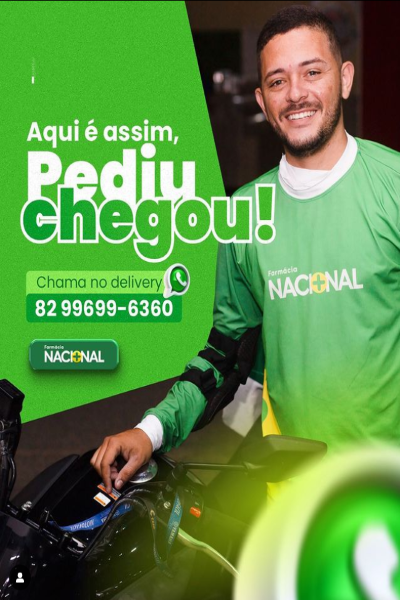 Aqui é assim,
Pediu
chegou!
Chama no delivery
82 99699-6360
Farmácia
NACIONAL
Farmácia
NACIONAL